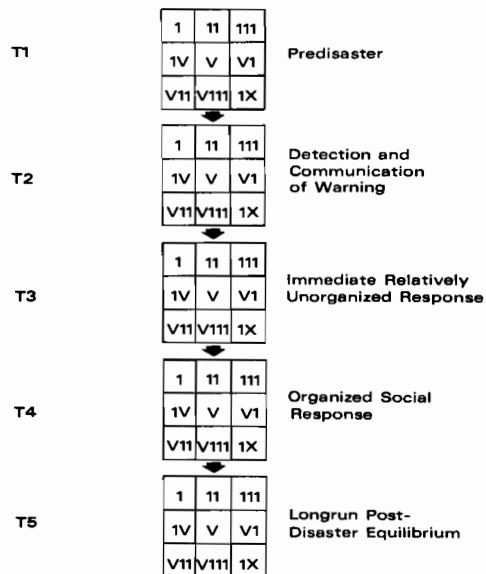 T1
1 11 111
1V V V1
V11 V111 1X
Predisaster
T2
1 11 111
1V V V1
V11 V111 1X
Detection and
Communication
of Warning
T3
1 11 111
1V V V1
V11 V111 1X
Immediate Relatively
Unorganized Response
T4
1 11 111
1V V V1
V11 V111 1X
Organized Social
Response
T5
1 11 111
1V V V1
V11 V111 1X
Longrun Post-
Disaster Equilibrium